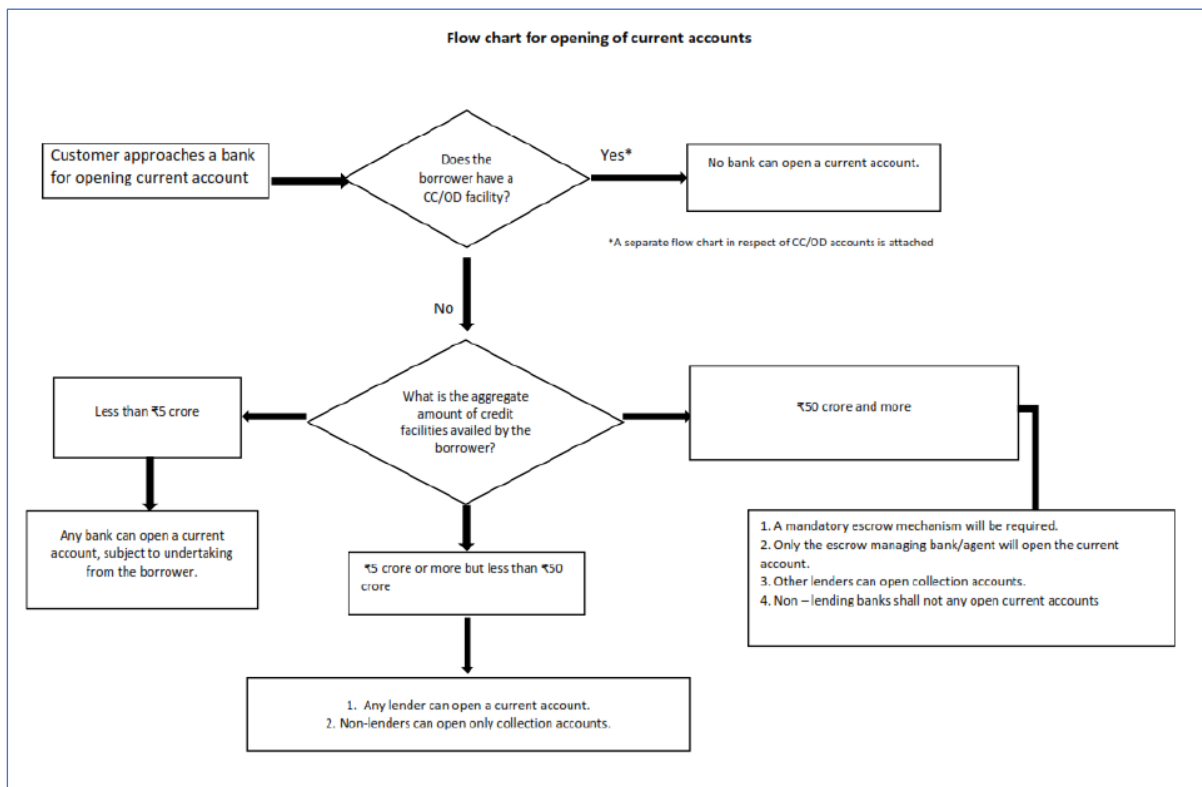 Flow chart for opening of current accounts
Customer approaches a bank
for opening current account
Does the
borrower have a
CC/OD facility?
Yes*
No bank can open a current account.
*A separate flow chart in respect of CC/OD accounts is attached
No
Less than ₹5 crore
What is the aggregate
amount of credit
facilities availed by the
borrower?
₹50 crore and more
Any bank can open a current
account, subject to undertaking
from the borrower.
₹5 crore or more but less than ₹50
crore
1. A mandatory escrow mechanism will be required.
2. Only the escrow managing bank/agent will open the current
account.
3. Other lenders can open collection accounts.
4. Non – lending banks shall not any open current accounts
1. Any lender can open a current account.
2. Non-lenders can open only collection accounts.